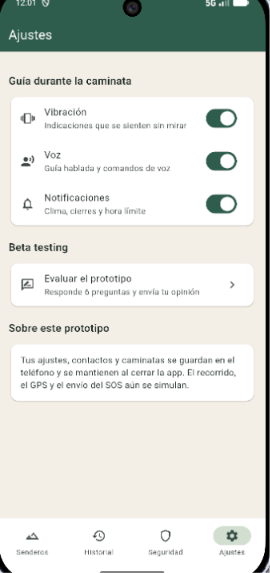 12:01
5G
Ajustes
Guía durante la caminata
Vibración
Indicaciones que se sienten sin mirar
Voz
Guía hablada y comandos de voz
Notificaciones
Clima, cierres y hora límite
Beta testing
Evaluar el prototipo
Responde 6 preguntas y envía tu opinión
Sobre este prototipo
Tus ajustes, contactos y caminatas se guardan en el
teléfono y se mantienen al cerrar la app. El recorrido,
el GPS y el envío del SOS aún se simulan.
Senderos Historial Seguridad Ajustes